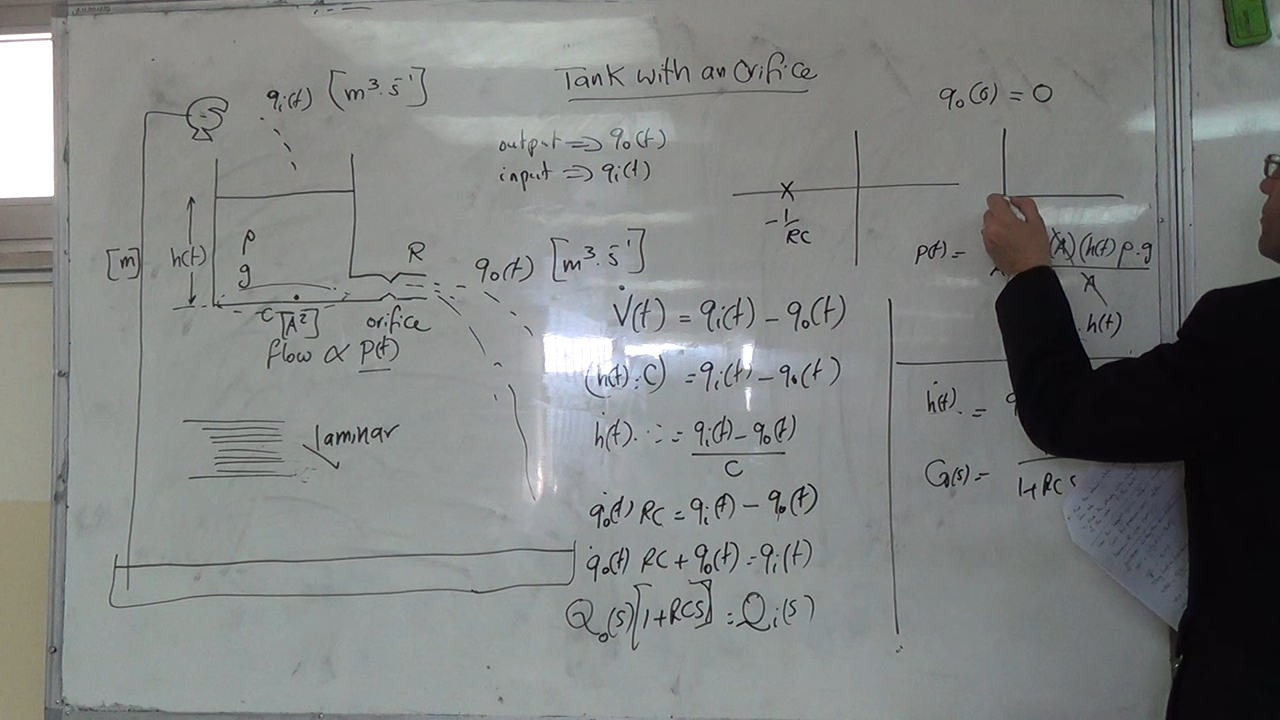 Tank with an orifice
qi(t) [m³.s⁻¹]
output => qo(t)
input => qi(t)
[m]
h(t)
ρ
g
R
qo(t) [m³.s⁻¹]
C [A²]
orifice
flow ∝ P(t)
laminar
V̇(t) = qi(t) - qo(t)
(h(t).C) = qi(t) - qo(t)
ḣ(t) = (qi(t) - qo(t)) / C
q̇o(t) RC = qi(t) - qo(t)
q̇o(t) RC + qo(t) = qi(t)
Qo(s)[1+RCs] = Qi(s)
-1/RC
qo(0) = 0
P(t) = (A)(h(t) ρ.g / A
.h(t)
ḣ(t) =
G(s) =
1+RCs